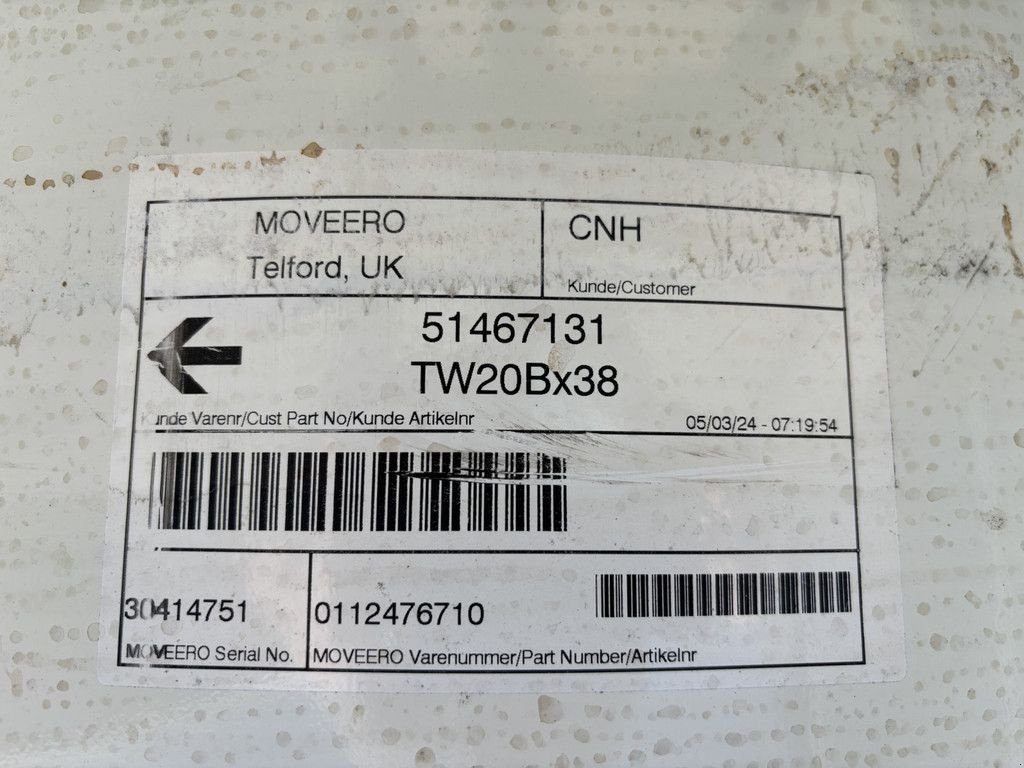 MOVEERO
Telford, UK
CNH
Kunde/Customer
51467131
TW20Bx38
Kunde Varenr/Cust Part No/Kunde Artikelnr
05/03/24 - 07:19:54
30414751
MOVEERO Serial No.
0112476710
MOVEERO Varenummer/Part Number/Artikelnr